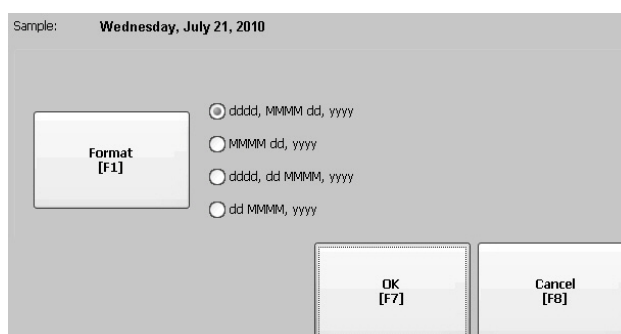 Sample: Wednesday, July 21, 2010
dddd, MMMM dd, yyyy
MMMM dd, yyyy
dddd, dd MMMM, yyyy
dd MMMM, yyyy
Format
[F1]
OK
[F7]
Cancel
[F8]